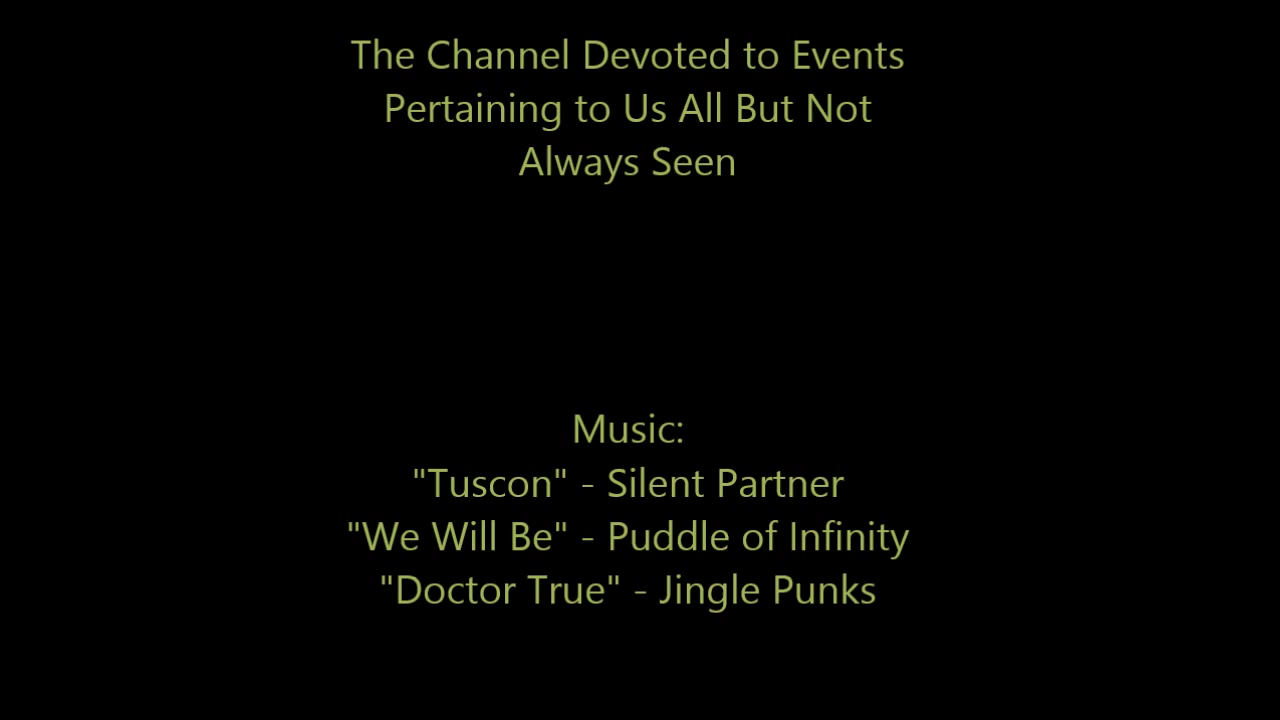 The Channel Devoted to Events
Pertaining to Us All But Not
Always Seen
Music:
"Tuscon" - Silent Partner
"We Will Be" - Puddle of Infinity
"Doctor True" - Jingle Punks